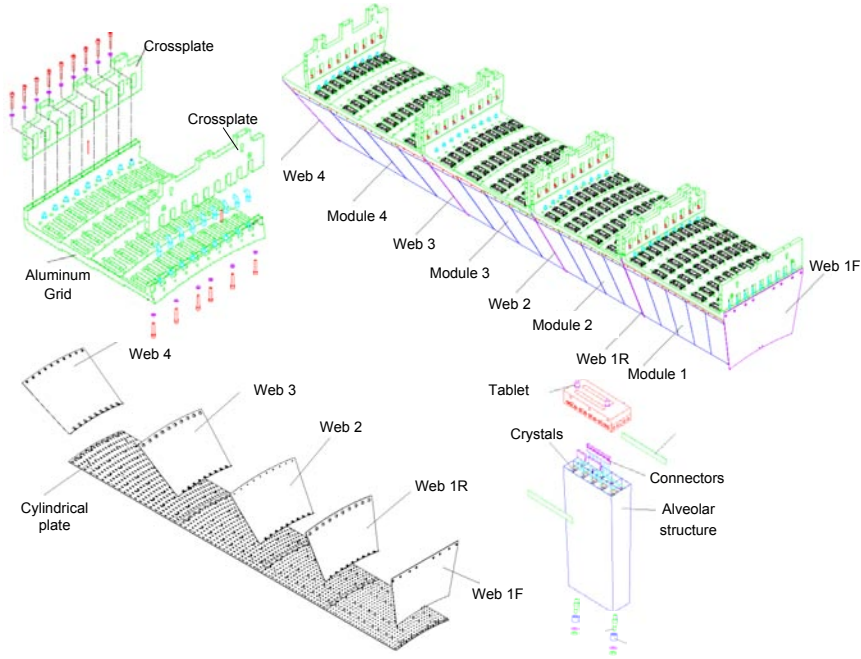 Crossplate
Crossplate
Aluminum
Grid
Web 4
Module 4
Web 3
Module 3
Web 2
Module 2
Web 1R
Module 1
Web 1F
Web 4
Web 3
Web 2
Web 1R
Web 1F
Cylindrical
plate
Tablet
Crystals
Connectors
Alveolar
structure